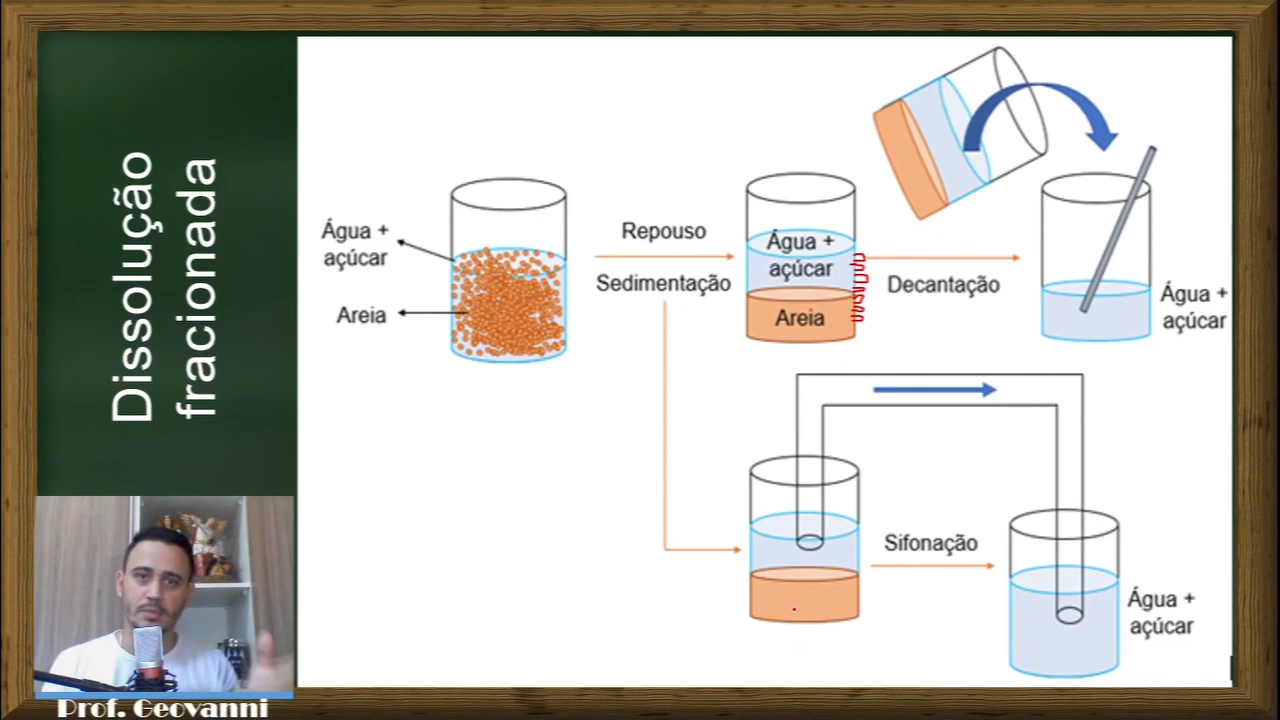 Dissolução
fracionada
Água +
açúcar
Areia
Repouso
Sedimentação
Água +
açúcar
Areia
Decantação
Água +
açúcar
Sifonação
Água +
açúcar
Prof. Geovanni